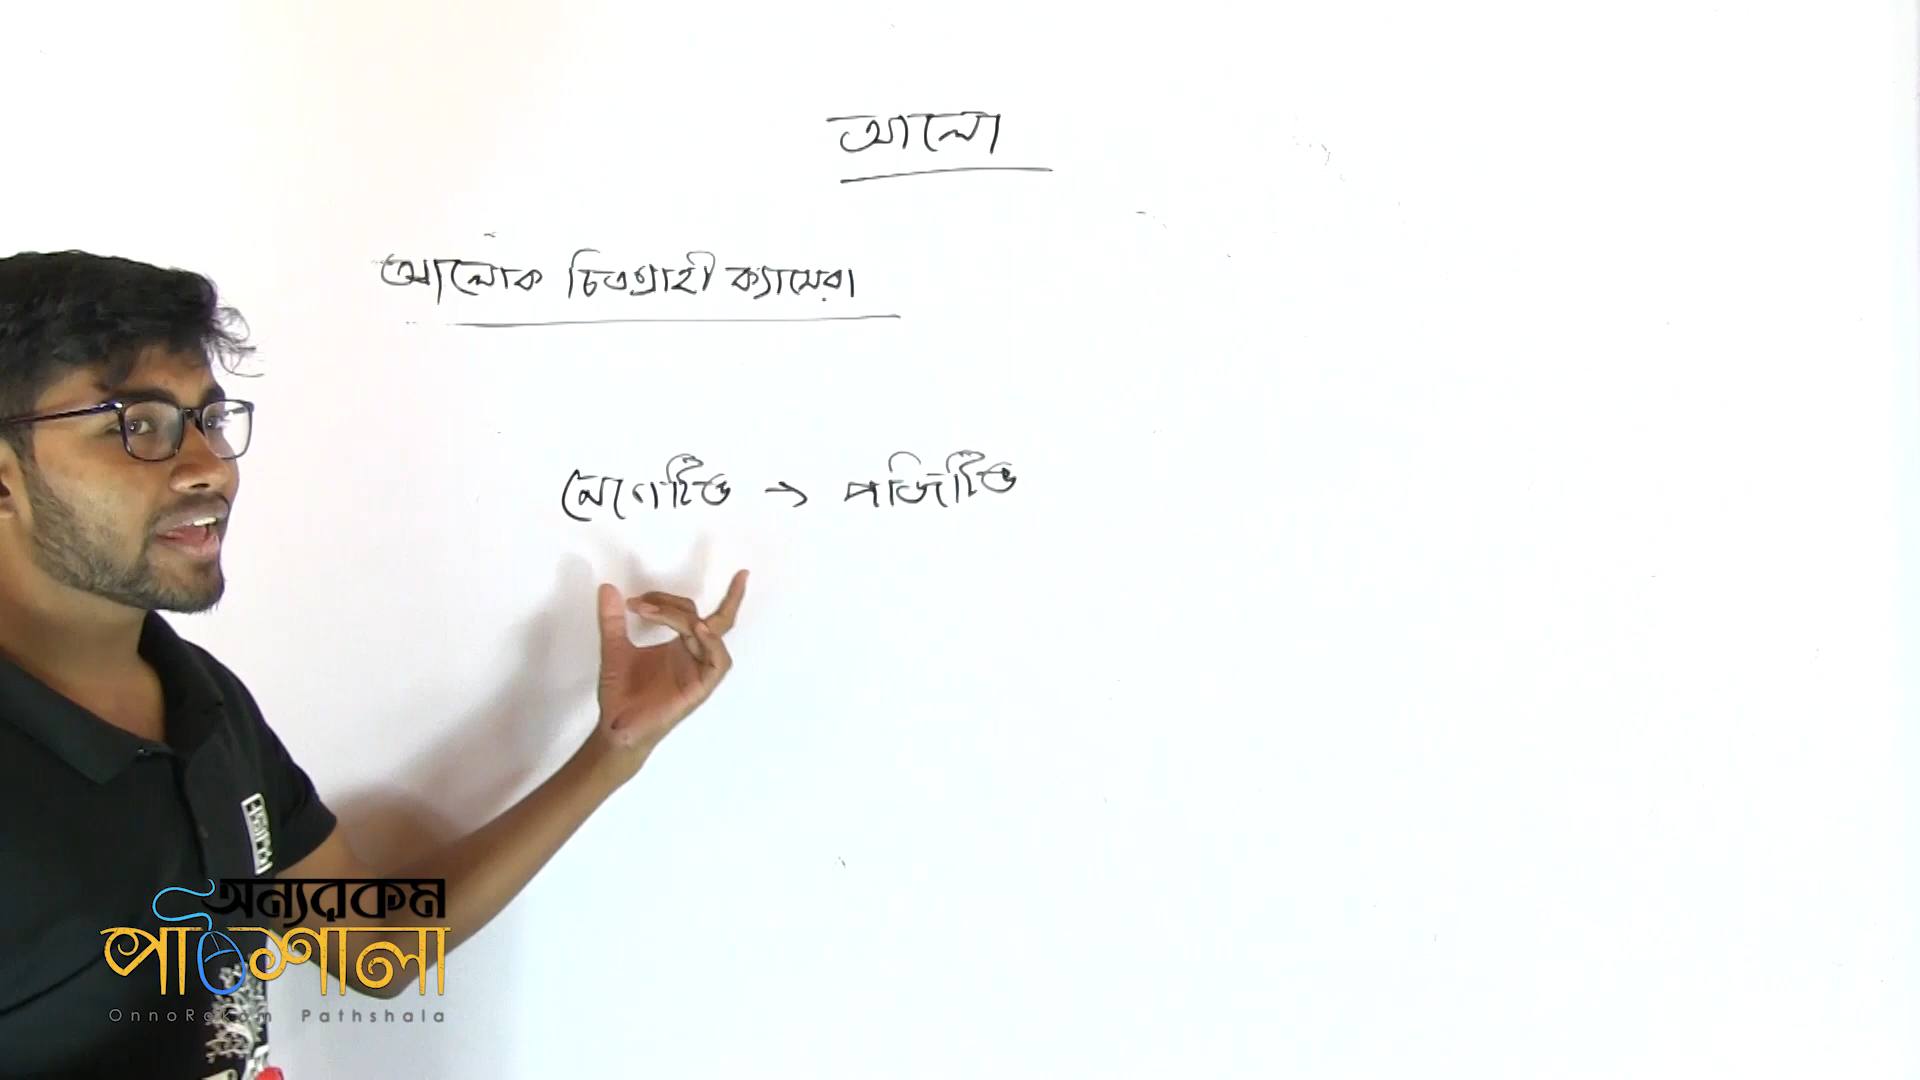 আলো
আলোক চিত্রগ্রাহী ক্যামেরা
নেগেটিভ → পজিটিভ
অন্যরকম
পাঠশালা
OnnoRokom Pathshala